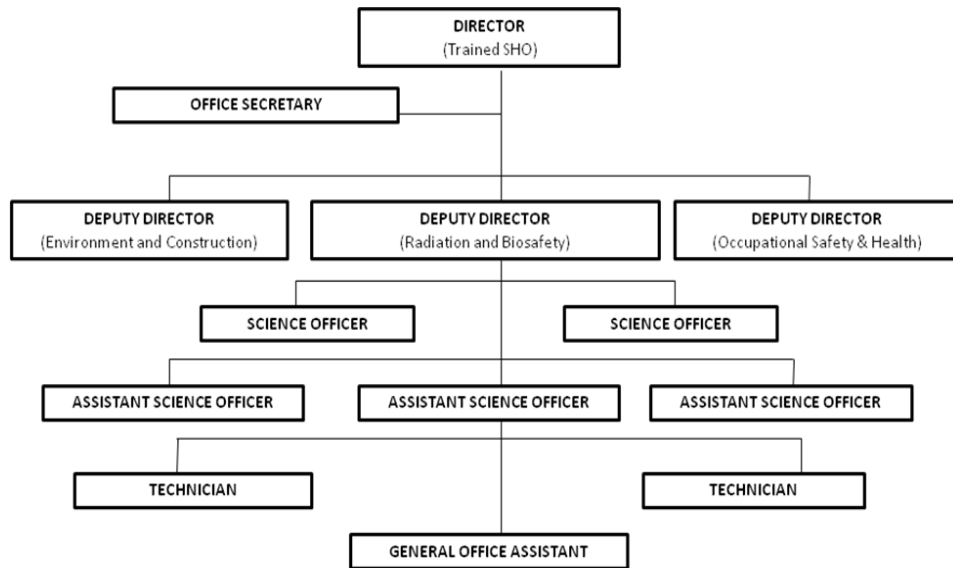 DIRECTOR
(Trained SHO)
OFFICE SECRETARY
DEPUTY DIRECTOR
(Environment and Construction)
DEPUTY DIRECTOR
(Radiation and Biosafety)
DEPUTY DIRECTOR
(Occupational Safety & Health)
SCIENCE OFFICER
SCIENCE OFFICER
ASSISTANT SCIENCE OFFICER
ASSISTANT SCIENCE OFFICER
ASSISTANT SCIENCE OFFICER
TECHNICIAN
TECHNICIAN
GENERAL OFFICE ASSISTANT